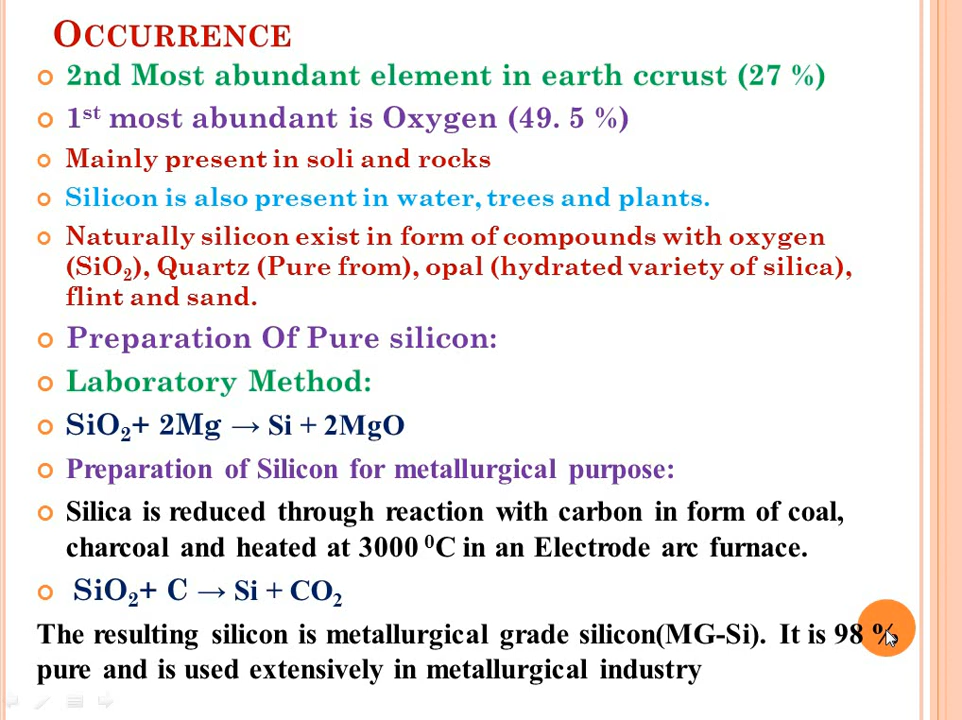 OCCURRENCE
2nd Most abundant element in earth ccrust (27 %)
1st most abundant is Oxygen (49. 5 %)
Mainly present in soli and rocks
Silicon is also present in water, trees and plants.
Naturally silicon exist in form of compounds with oxygen
(SiO₂), Quartz (Pure from), opal (hydrated variety of silica),
flint and sand.
Preparation Of Pure silicon:
Laboratory Method:
SiO₂+ 2Mg → Si + 2MgO
Preparation of Silicon for metallurgical purpose:
Silica is reduced through reaction with carbon in form of coal,
charcoal and heated at 3000 ⁰C in an Electrode arc furnace.
SiO₂+ C → Si + CO₂
The resulting silicon is metallurgical grade silicon(MG-Si). It is 98 %
pure and is used extensively in metallurgical industry